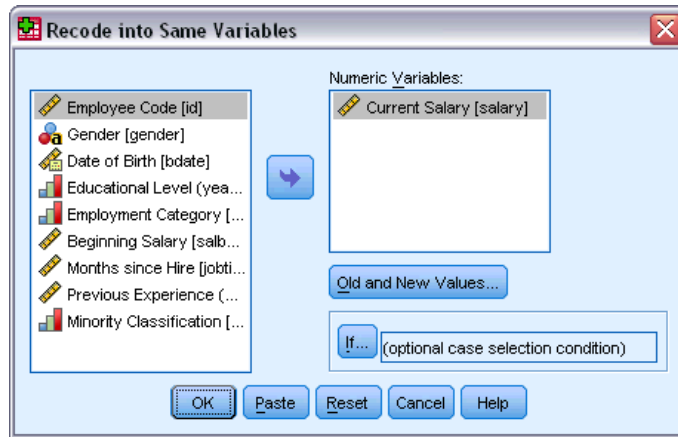 Recode into Same Variables
Employee Code [id]
Gender [gender]
Date of Birth [bdate]
Educational Level (yea...
Employment Category [...
Beginning Salary [salb...
Months since Hire [jobti...
Previous Experience (...
Minority Classification [...
Numeric Variables:
Current Salary [salary]
Old and New Values...
If... (optional case selection condition)
OK Paste Reset Cancel Help